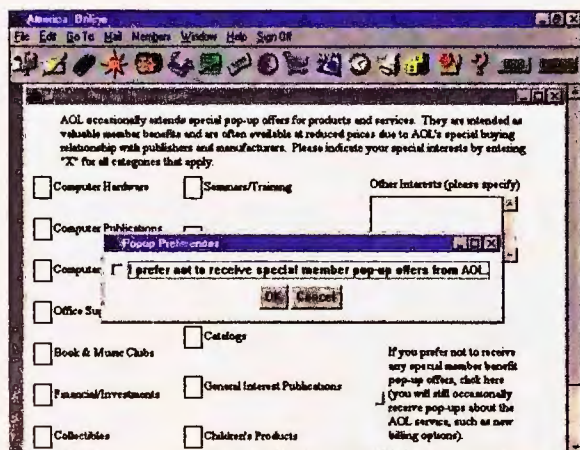 America Online
File Edit Go To Mail Members Window Help Sign Off
AOL occasionally extends special pop-up offers for products and services. They are intended as
valuable member benefits and are often available at reduced prices due to AOL's special buying
relationship with publishers and manufacturers. Please indicate your special interests by entering
"X" for all categories that apply.
Computer Hardware
Seminars/Training
Other Interests (please specify)
Computer Publications
Popup Preferences
Computer
I prefer not to receive special member pop-up offers from AOL.
OK Cancel
Office Sup
Catalogs
Book & Music Clubs
If you prefer not to receive
any special member benefit
pop-up offers, click here
(you will still occasionally
receive pop-ups about the
AOL service, such as new
billing options).
Financial/Investments
General Interest Publications
Collectibles
Children's Products